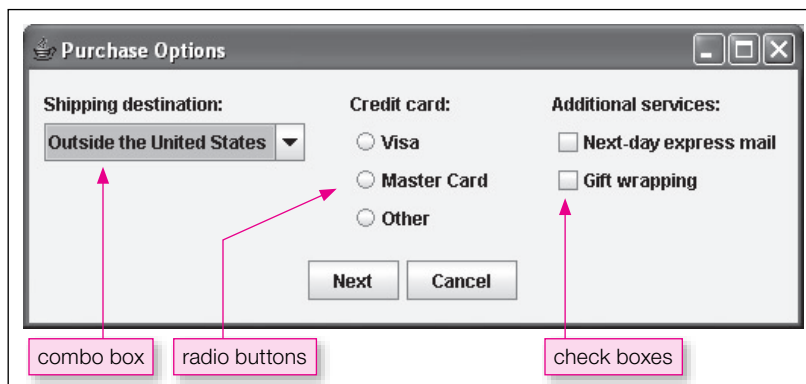 Purchase Options
Shipping destination:
Outside the United States
Credit card:
Visa
Master Card
Other
Additional services:
Next-day express mail
Gift wrapping
Next
Cancel
combo box
radio buttons
check boxes